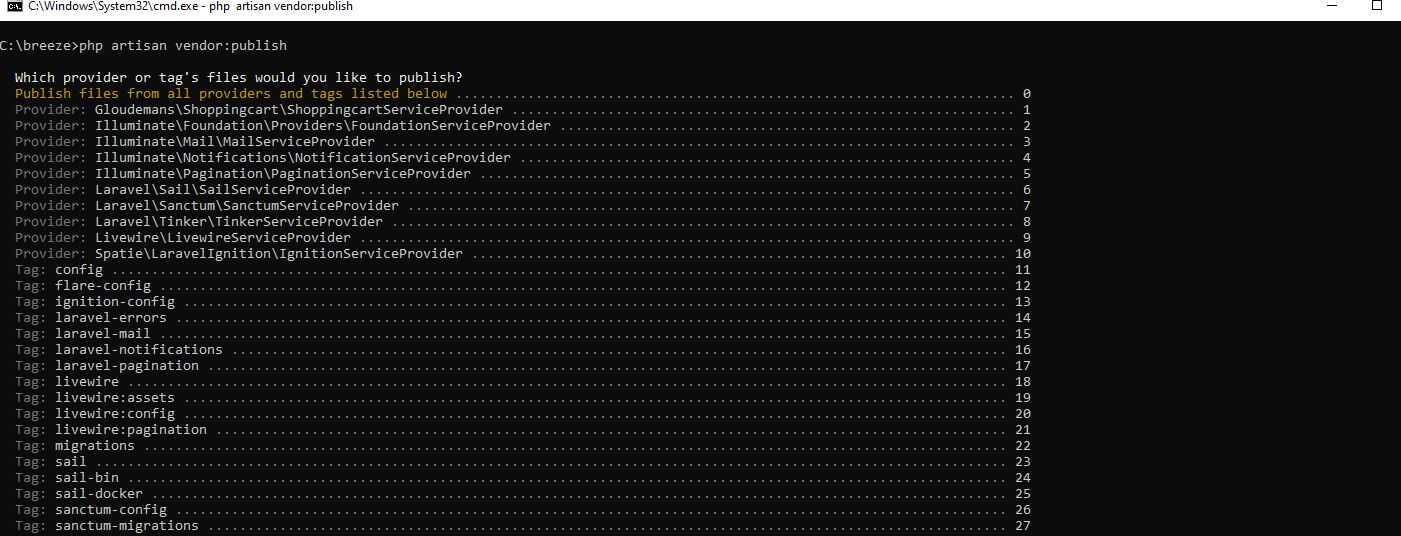 C:\Windows\System32\cmd.exe - php  artisan vendor:publish
C:\breeze>php artisan vendor:publish
Which provider or tag's files would you like to publish?
Publish files from all providers and tags listed below ...................................................................... 0
Provider: Gloudemans\Shoppingcart\ShoppingcartServiceProvider ............................................................... 1
Provider: Illuminate\Foundation\Providers\FoundationServiceProvider ......................................................... 2
Provider: Illuminate\Mail\MailServiceProvider ............................................................................... 3
Provider: Illuminate\Notifications\NotificationServiceProvider .............................................................. 4
Provider: Illuminate\Pagination\PaginationServiceProvider ................................................................... 5
Provider: Laravel\Sail\SailServiceProvider .................................................................................. 6
Provider: Laravel\Sanctum\SanctumServiceProvider ............................................................................ 7
Provider: Laravel\Tinker\TinkerServiceProvider .............................................................................. 8
Provider: Livewire\LivewireServiceProvider .................................................................................. 9
Provider: Spatie\LaravelIgnition\IgnitionServiceProvider ................................................................... 10
Tag: config ................................................................................................................ 11
Tag: flare-config .......................................................................................................... 12
Tag: ignition-config ....................................................................................................... 13
Tag: laravel-errors ........................................................................................................ 14
Tag: laravel-mail .......................................................................................................... 15
Tag: laravel-notifications ................................................................................................. 16
Tag: laravel-pagination .................................................................................................... 17
Tag: livewire .............................................................................................................. 18
Tag: livewire:assets ....................................................................................................... 19
Tag: livewire:config ....................................................................................................... 20
Tag: livewire:pagination ................................................................................................... 21
Tag: migrations ............................................................................................................ 22
Tag: sail .................................................................................................................. 23
Tag: sail-bin .............................................................................................................. 24
Tag: sail-docker ........................................................................................................... 25
Tag: sanctum-config ........................................................................................................ 26
Tag: sanctum-migrations .................................................................................................... 27